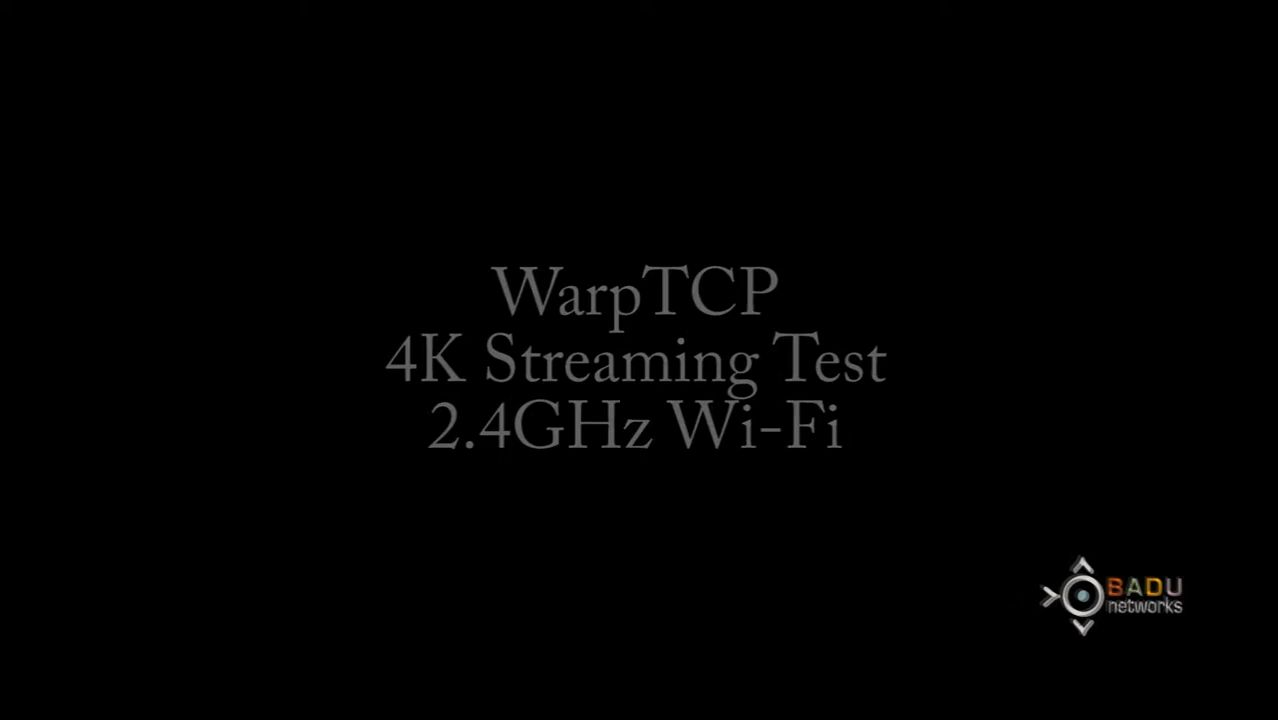 WarpTCP
4K Streaming Test
2.4GHz Wi-Fi
BADU
networks